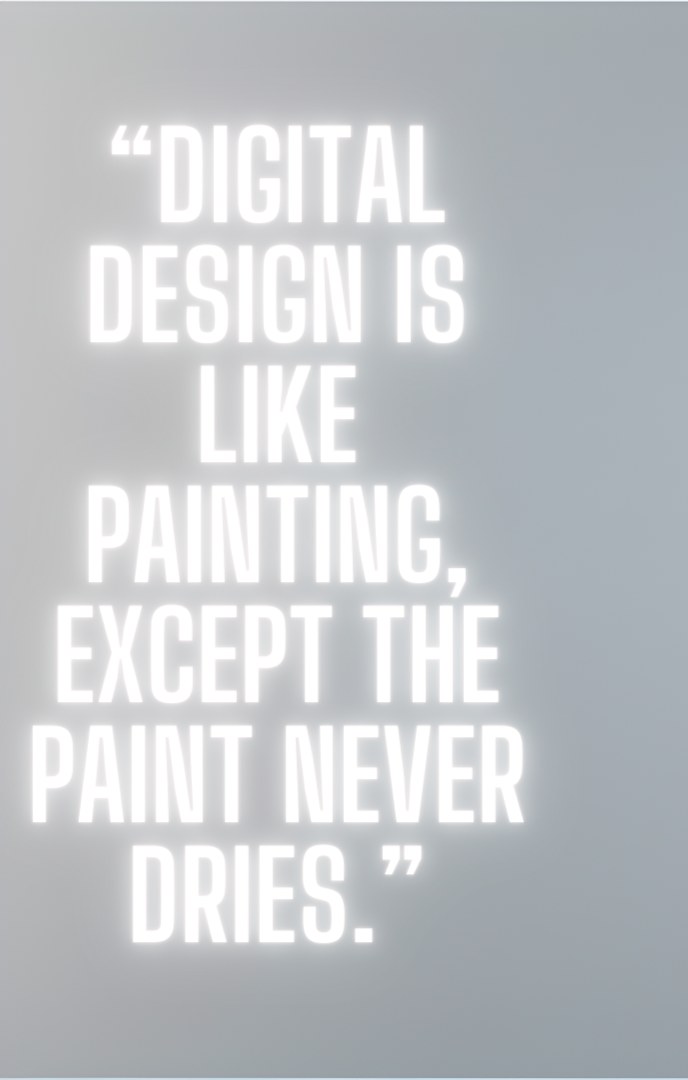 “DIGITAL
DESIGN IS
LIKE
PAINTING,
EXCEPT THE
PAINT NEVER
DRIES.”